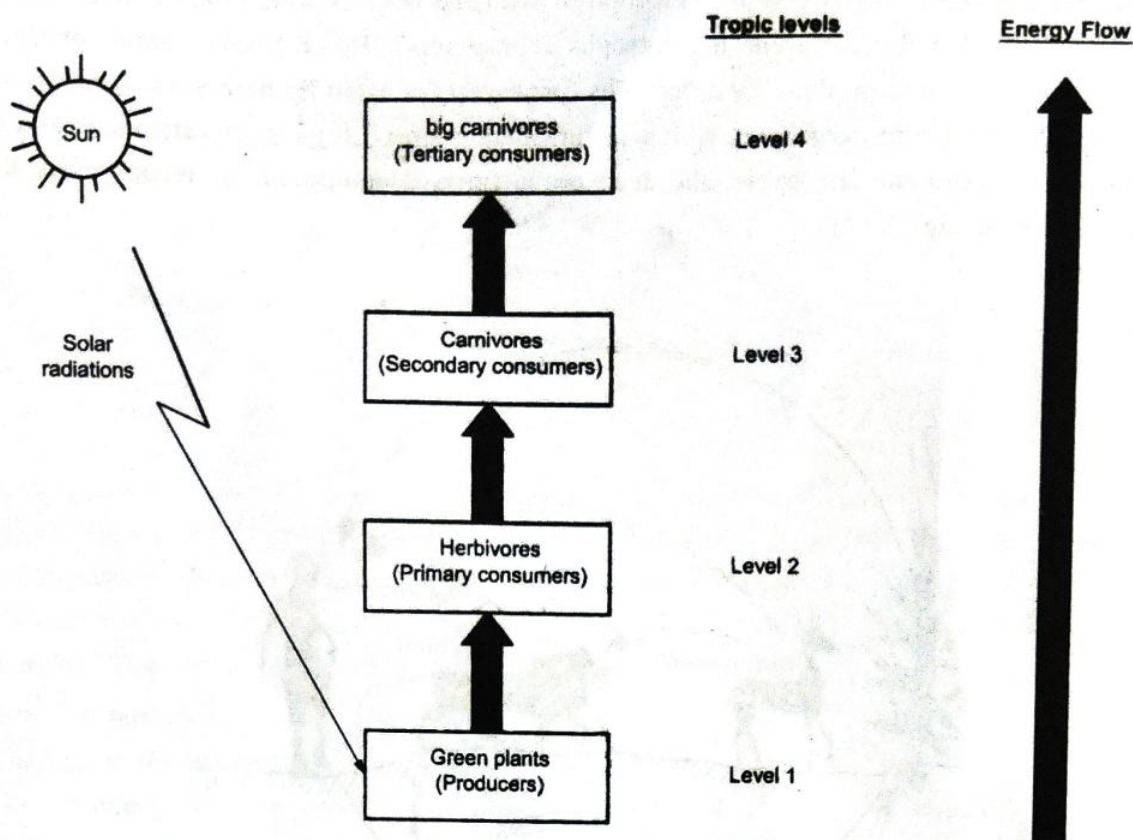 Tropic levels
Energy Flow
Sun
big carnivores
(Tertiary consumers)
Level 4
Solar
radiations
Carnivores
(Secondary consumers)
Level 3
Herbivores
(Primary consumers)
Level 2
Green plants
(Producers)
Level 1